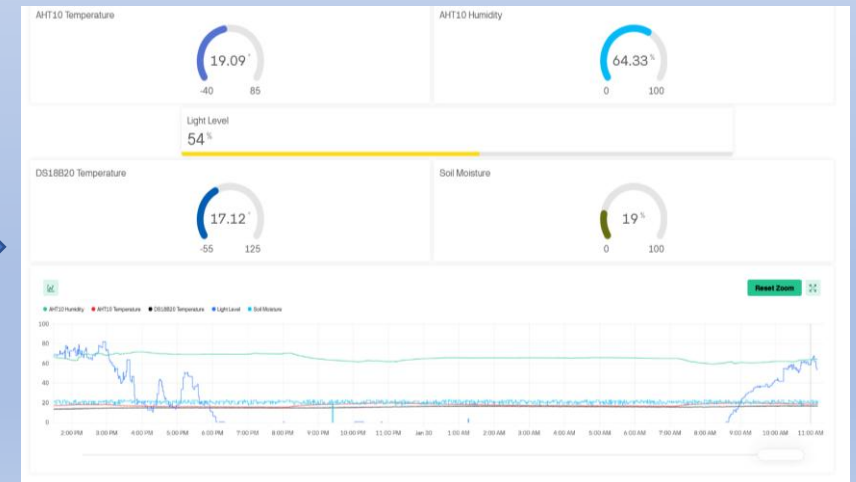 AHT10 Temperature
AHT10 Humidity
19.09°
-40 85
64.33 %
0 100
Light Level
54 %
DS18B20 Temperature
Soil Moisture
17.12°
-55 125
19 %
0 100
Reset Zoom
AHT10 Humidity AHT10 Temperature DS18B20 Temperature Light Level Soil Moisture
100
80
60
40
20
0
2:00 PM 3:00 PM 4:00 PM 5:00 PM 6:00 PM 7:00 PM 8:00 PM 9:00 PM 10:00 PM 11:00 PM Jan 30 1:00 AM 2:00 AM 3:00 AM 4:00 AM 5:00 AM 6:00 AM 7:00 AM 8:00 AM 9:00 AM 10:00 AM 11:00 AM